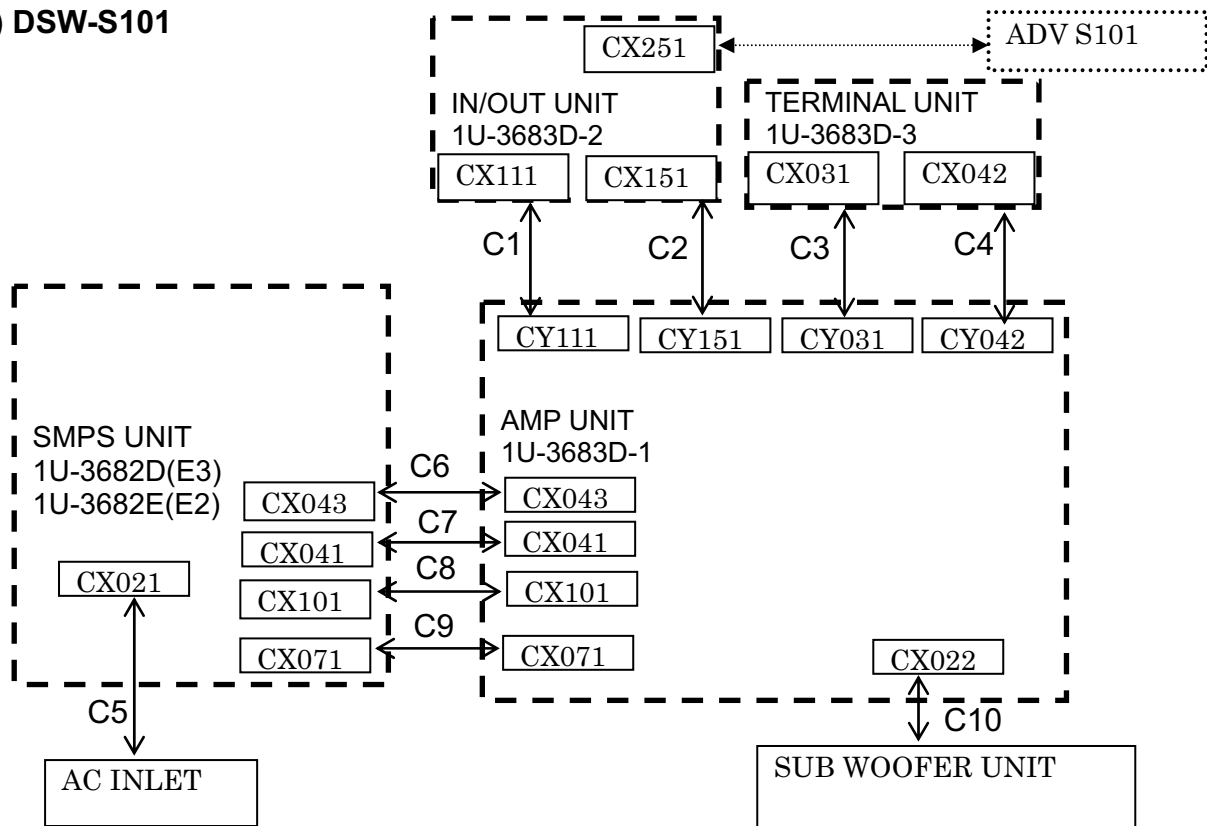 ) DSW-S101
CX251
ADV S101
IN/OUT UNIT
1U-3683D-2
TERMINAL UNIT
1U-3683D-3
CX111
CX151
CX031
CX042
C1
C2
C3
C4
CY111
CY151
CY031
CY042
SMPS UNIT
1U-3682D(E3)
1U-3682E(E2)
AMP UNIT
1U-3683D-1
C6
CX043
CX043
C7
CX041
CX041
C8
CX021
CX101
CX101
C9
CX071
CX071
CX022
C5
C10
AC INLET
SUB WOOFER UNIT